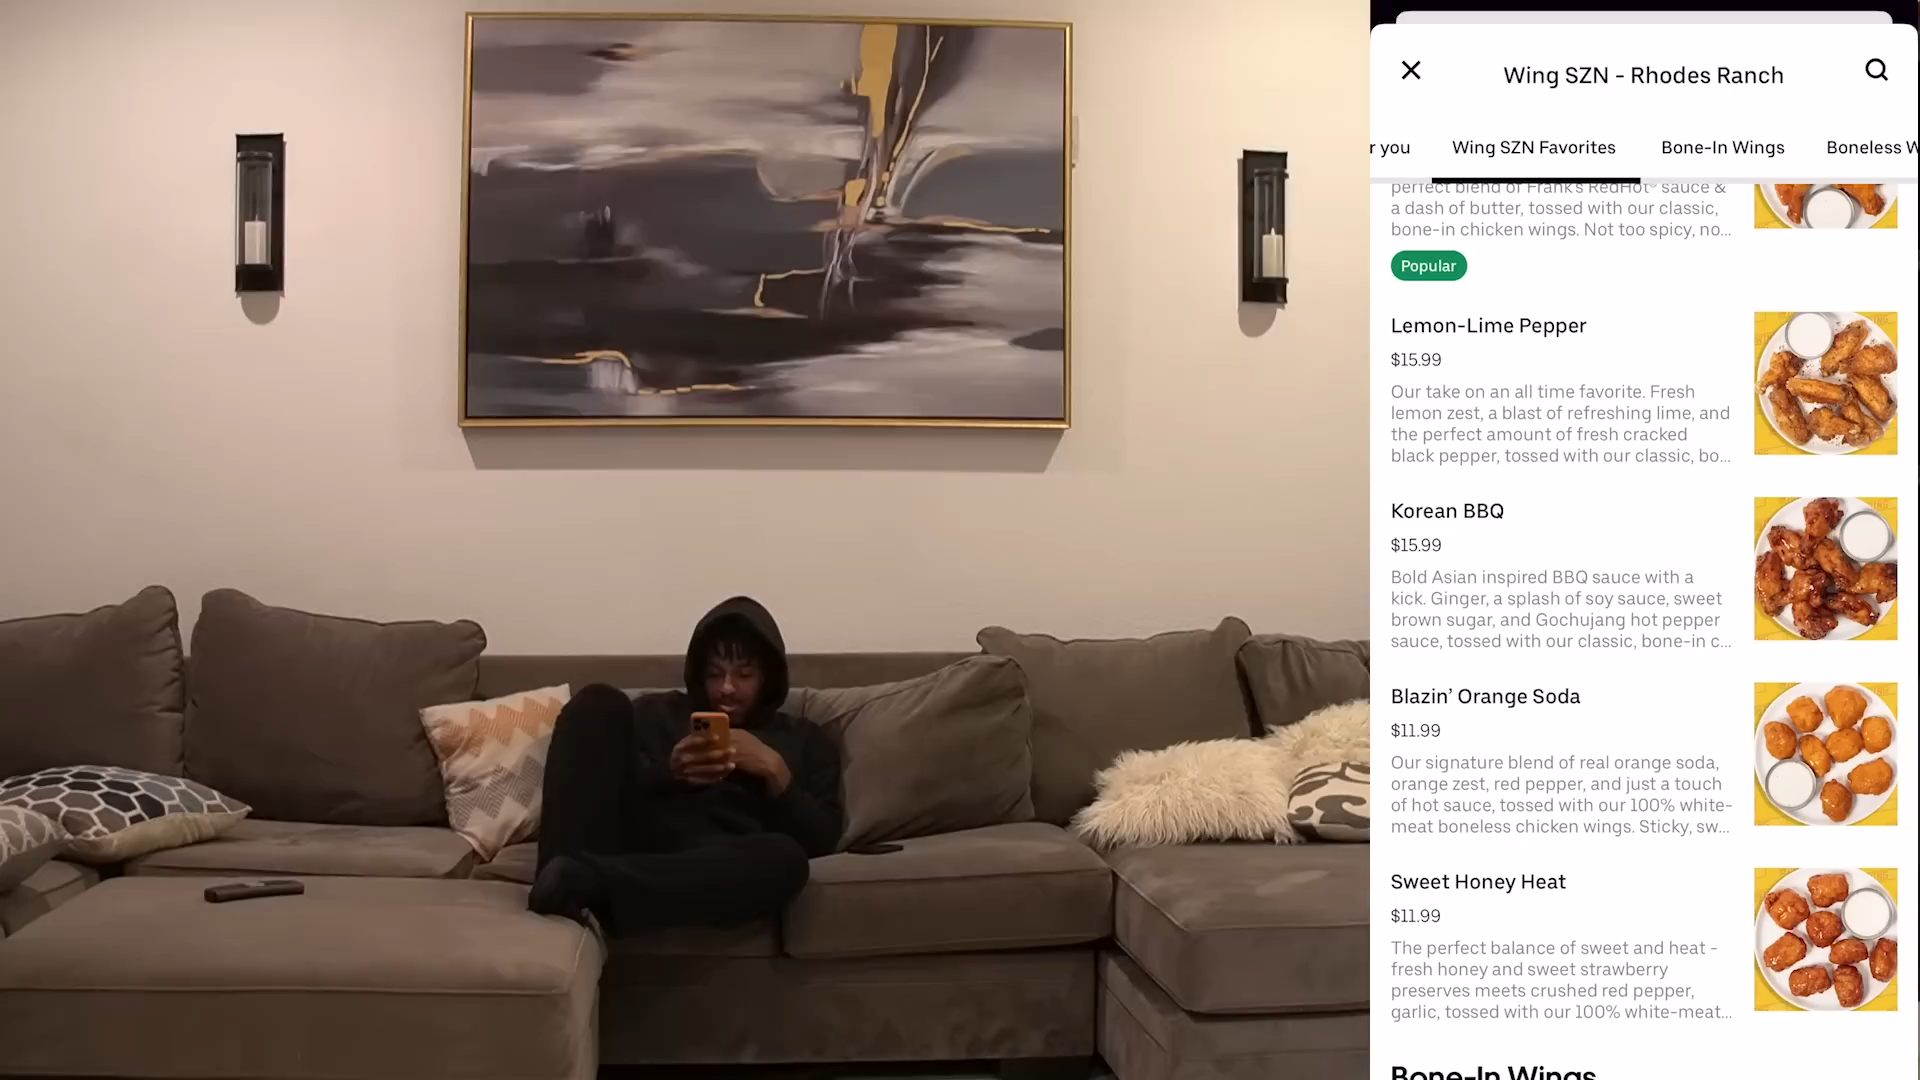 Wing SZN - Rhodes Ranch
r you Wing SZN Favorites Bone-In Wings Boneless W
perfect blend of Frank's RedHot® sauce &
a dash of butter, tossed with our classic,
bone-in chicken wings. Not too spicy, no...
Popular
Lemon-Lime Pepper
$15.99
Our take on an all time favorite. Fresh
lemon zest, a blast of refreshing lime, and
the perfect amount of fresh cracked
black pepper, tossed with our classic, bo...
Korean BBQ
$15.99
Bold Asian inspired BBQ sauce with a
kick. Ginger, a splash of soy sauce, sweet
brown sugar, and Gochujang hot pepper
sauce, tossed with our classic, bone-in c...
Blazin’ Orange Soda
$11.99
Our signature blend of real orange soda,
orange zest, red pepper, and just a touch
of hot sauce, tossed with our 100% white-
meat boneless chicken wings. Sticky, sw...
Sweet Honey Heat
$11.99
The perfect balance of sweet and heat -
fresh honey and sweet strawberry
preserves meets crushed red pepper,
garlic, tossed with our 100% white-meat...
Bone-In Wings